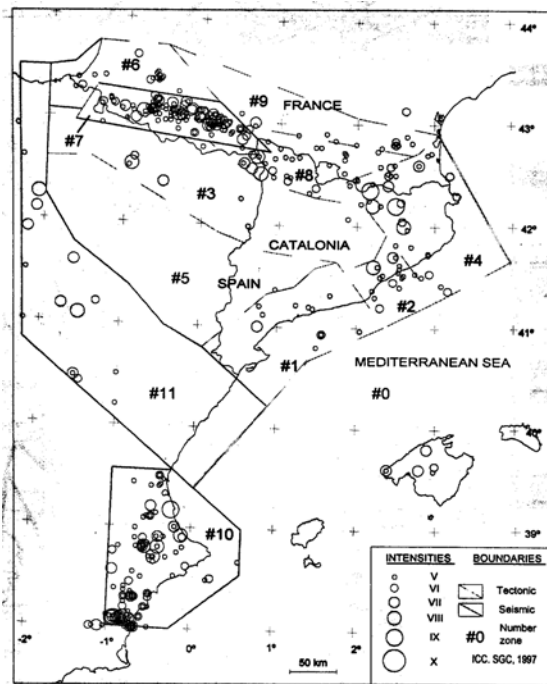 44°
#6
#9
FRANCE
43°
#7
#8
#3
42°
CATALONIA
#4
#5
SPAIN
#2
41°
#1
MEDITERRANEAN SEA
#11
#0
40°
#10
39°
INTENSITIES BOUNDARIES
V
VI Tectonic
VII
VIII Seismic
IX #0 Number zone
X ICC. SGC, 1997
-2° -1° 0° 1° 2° 3° 4°
50 km